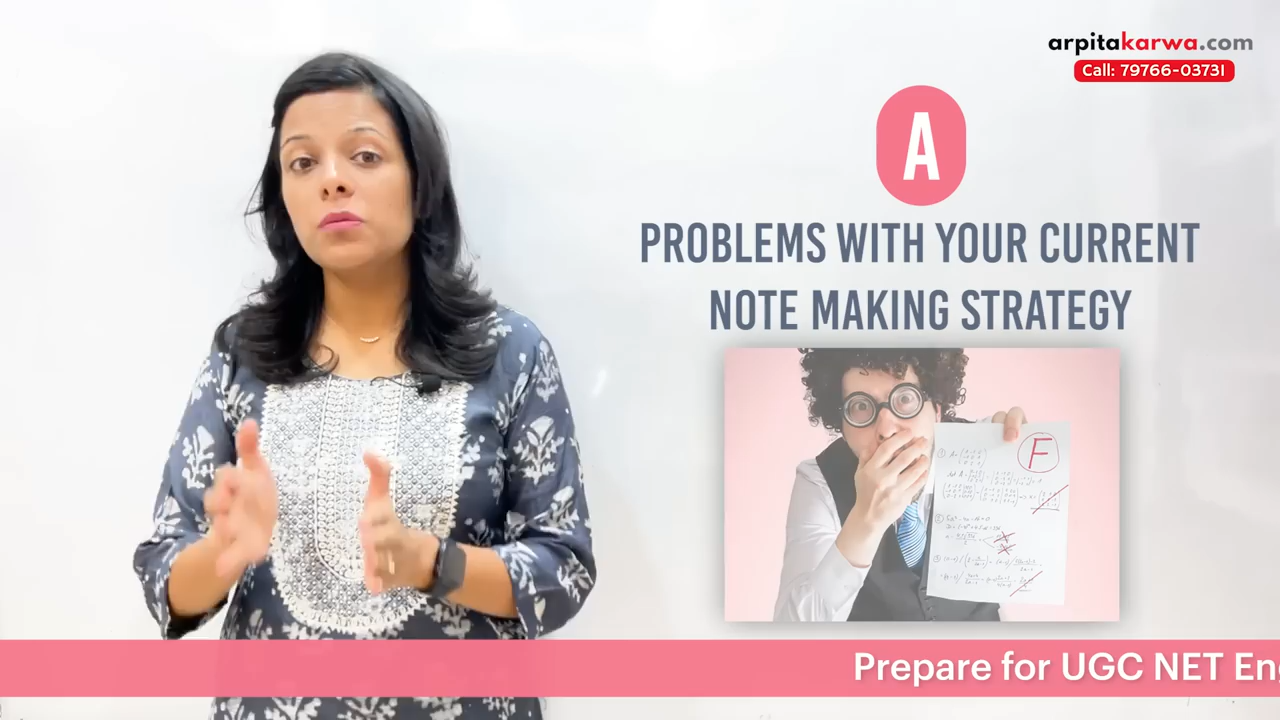 arpitakarwa.com
Call: 79766-03731
A
PROBLEMS WITH YOUR CURRENT
NOTE MAKING STRATEGY
F
Prepare for UGC NET